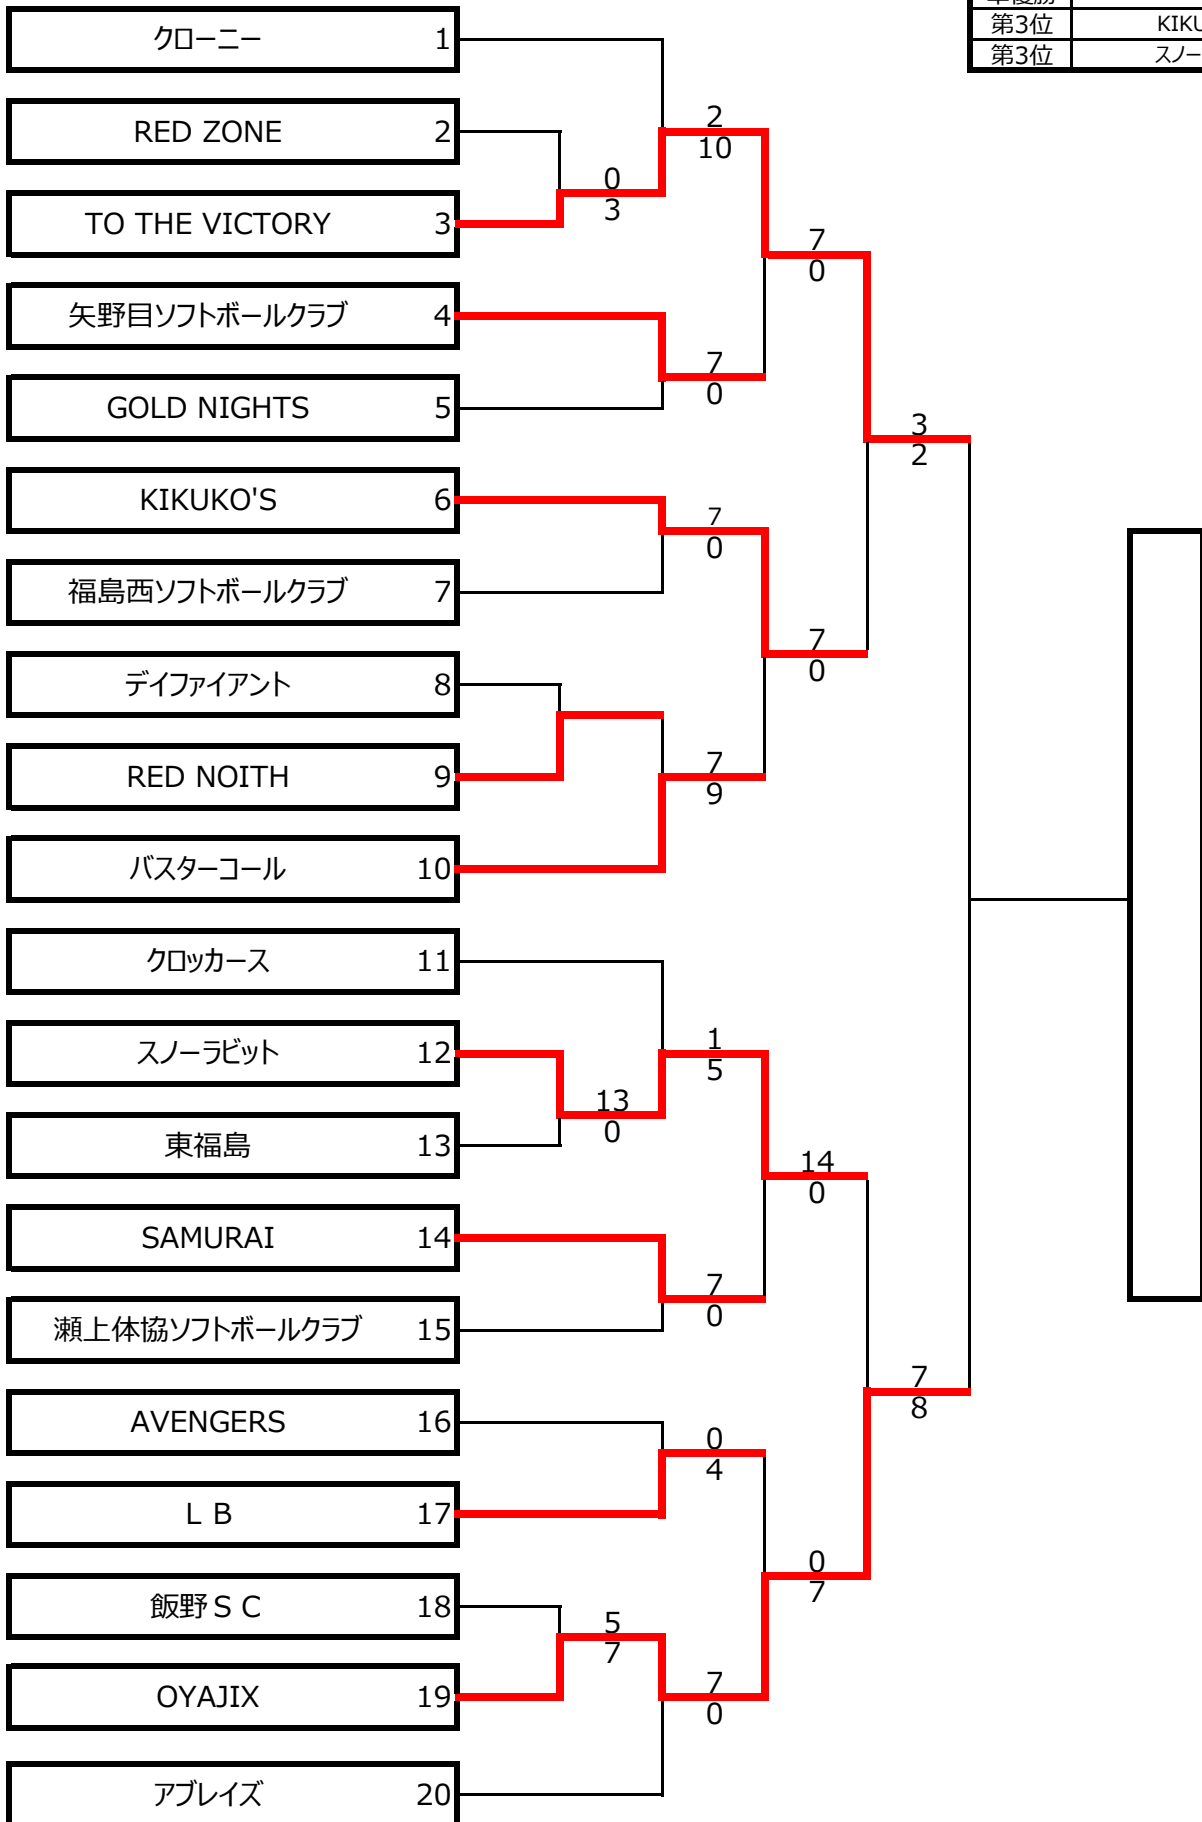 クローニー 1
第3位
第3位 スノー
RED ZONE 2
2
10
0
3
TO THE VICTORY 3
7
0
矢野目ソフトボールクラブ 4
7
0
GOLD NIGHTS 5
3
2
KIKUKO'S 6
7
0
福島西ソフトボールクラブ 7
7
0
デイファイアント 8
RED NOITH 9
7
9
バスターコール 10
クロッカース 11
スノーラビット 12
1
5
13
0
東福島 13
14
0
SAMURAI 14
7
0
瀬上体協ソフトボールクラブ 15
7
8
AVENGERS 16
0
4
L B 17
0
7
飯野ＳＣ 18
5
7
OYAJIX 19
7
0
アブレイズ 20